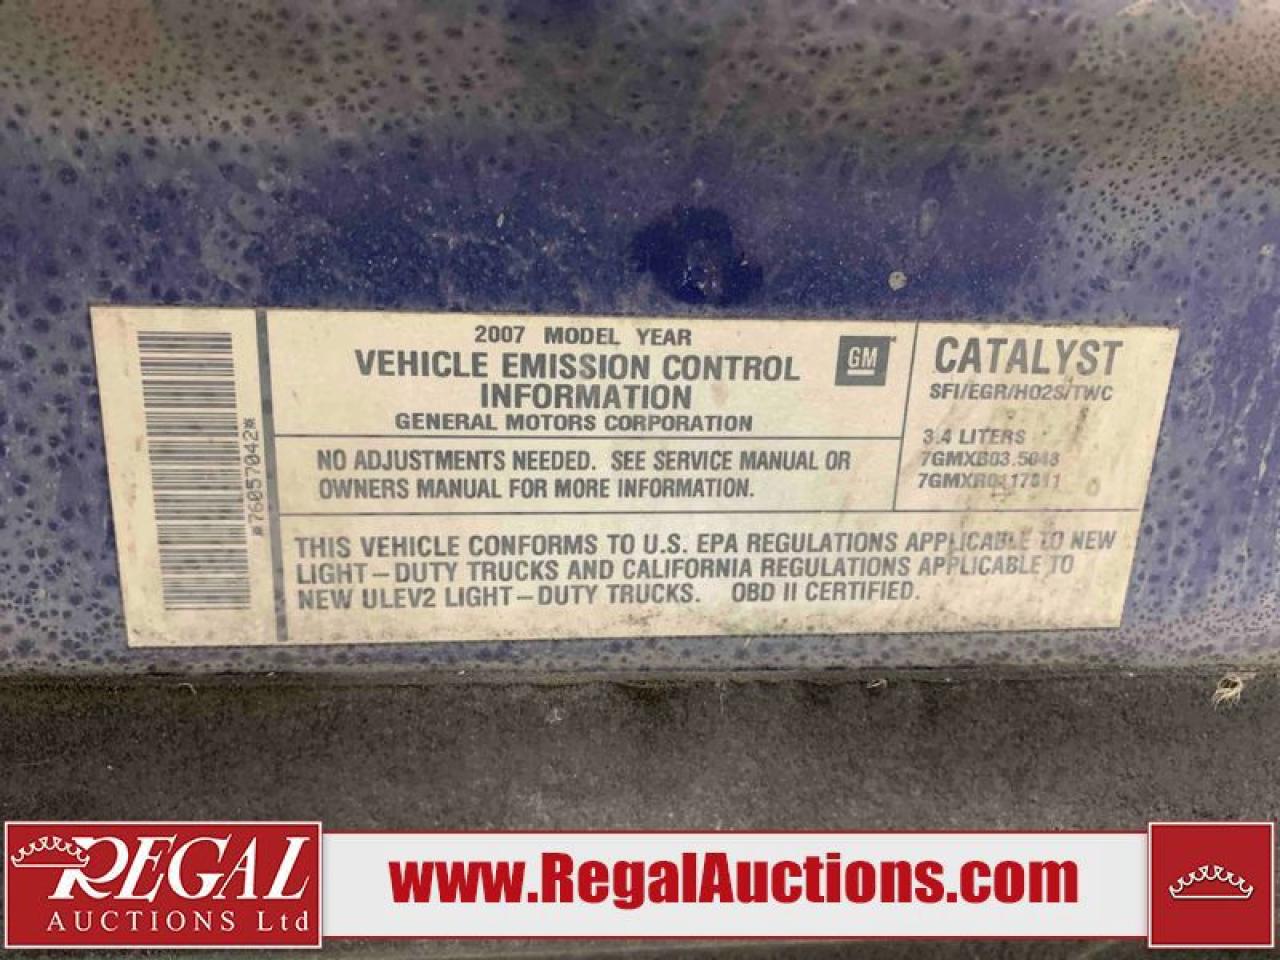 *76057042*
2007 MODEL YEAR
VEHICLE EMISSION CONTROL
INFORMATION
GENERAL MOTORS CORPORATION
GM
CATALYST
SFI/EGR/HO2S/TWC
3.4 LITERS
7GMXB03.5048
NO ADJUSTMENTS NEEDED. SEE SERVICE MANUAL OR
OWNERS MANUAL FOR MORE INFORMATION.
THIS VEHICLE CONFORMS TO U.S. EPA REGULATIONS APPLICABLE TO NEW
LIGHT-DUTY TRUCKS AND CALIFORNIA REGULATIONS APPLICABLE TO
NEW ULEV2 LIGHT-DUTY TRUCKS. OBD II CERTIFIED.
REGAL
AUCTIONS Ltd
www.RegalAuctions.com